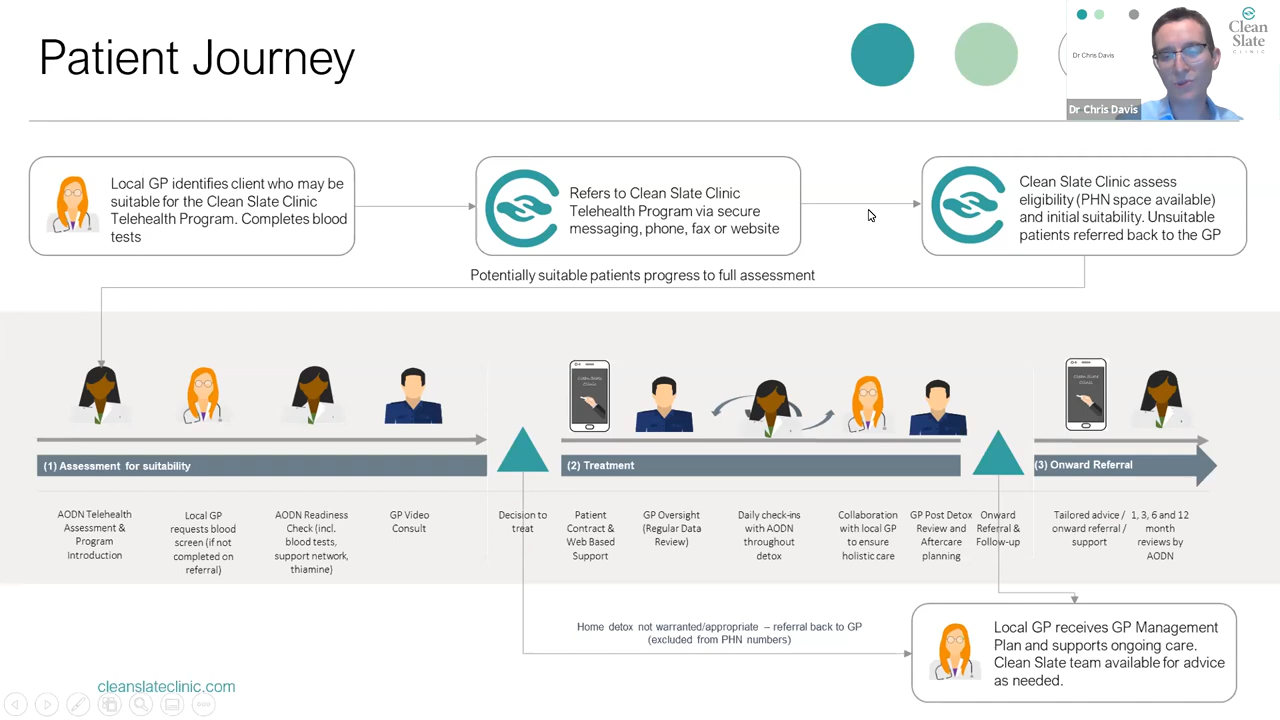 Patient Journey
Dr Chris Davis
Clean
Slate
CLINIC
Dr Chris Davis
Local GP identifies client who may be
suitable for the Clean Slate Clinic
Telehealth Program. Completes blood
tests
Refers to Clean Slate Clinic
Telehealth Program via secure
messaging, phone, fax or website
Clean Slate Clinic assess
eligibility (PHN space available)
and initial suitability. Unsuitable
patients referred back to the GP
Potentially suitable patients progress to full assessment
Clean Slate
Clinic
Clean Slate
Clinic
(1) Assessment for suitability
(2) Treatment
(3) Onward Referral
AODN Telehealth
Assessment &
Program
Introduction
Local GP
requests blood
screen (if not
completed on
referral)
AODN Readiness
Check (incl.
blood tests,
support network,
thiamine)
GP Video
Consult
Decision to
treat
Patient
Contract &
Web Based
Support
GP Oversight
(Regular Data
Review)
Daily check-ins
with AODN
throughout
detox
Collaboration
with local GP
to ensure
holistic care
GP Post Detox
Review and
Aftercare
planning
Onward
Referral &
Follow-up
Tailored advice /
onward referral /
support
1, 3, 6 and 12
month
reviews by
AODN
Home detox not warranted/appropriate – referral back to GP
(excluded from PHN numbers)
Local GP receives GP Management
Plan and supports ongoing care.
Clean Slate team available for advice
as needed.
cleanslateclinic.com